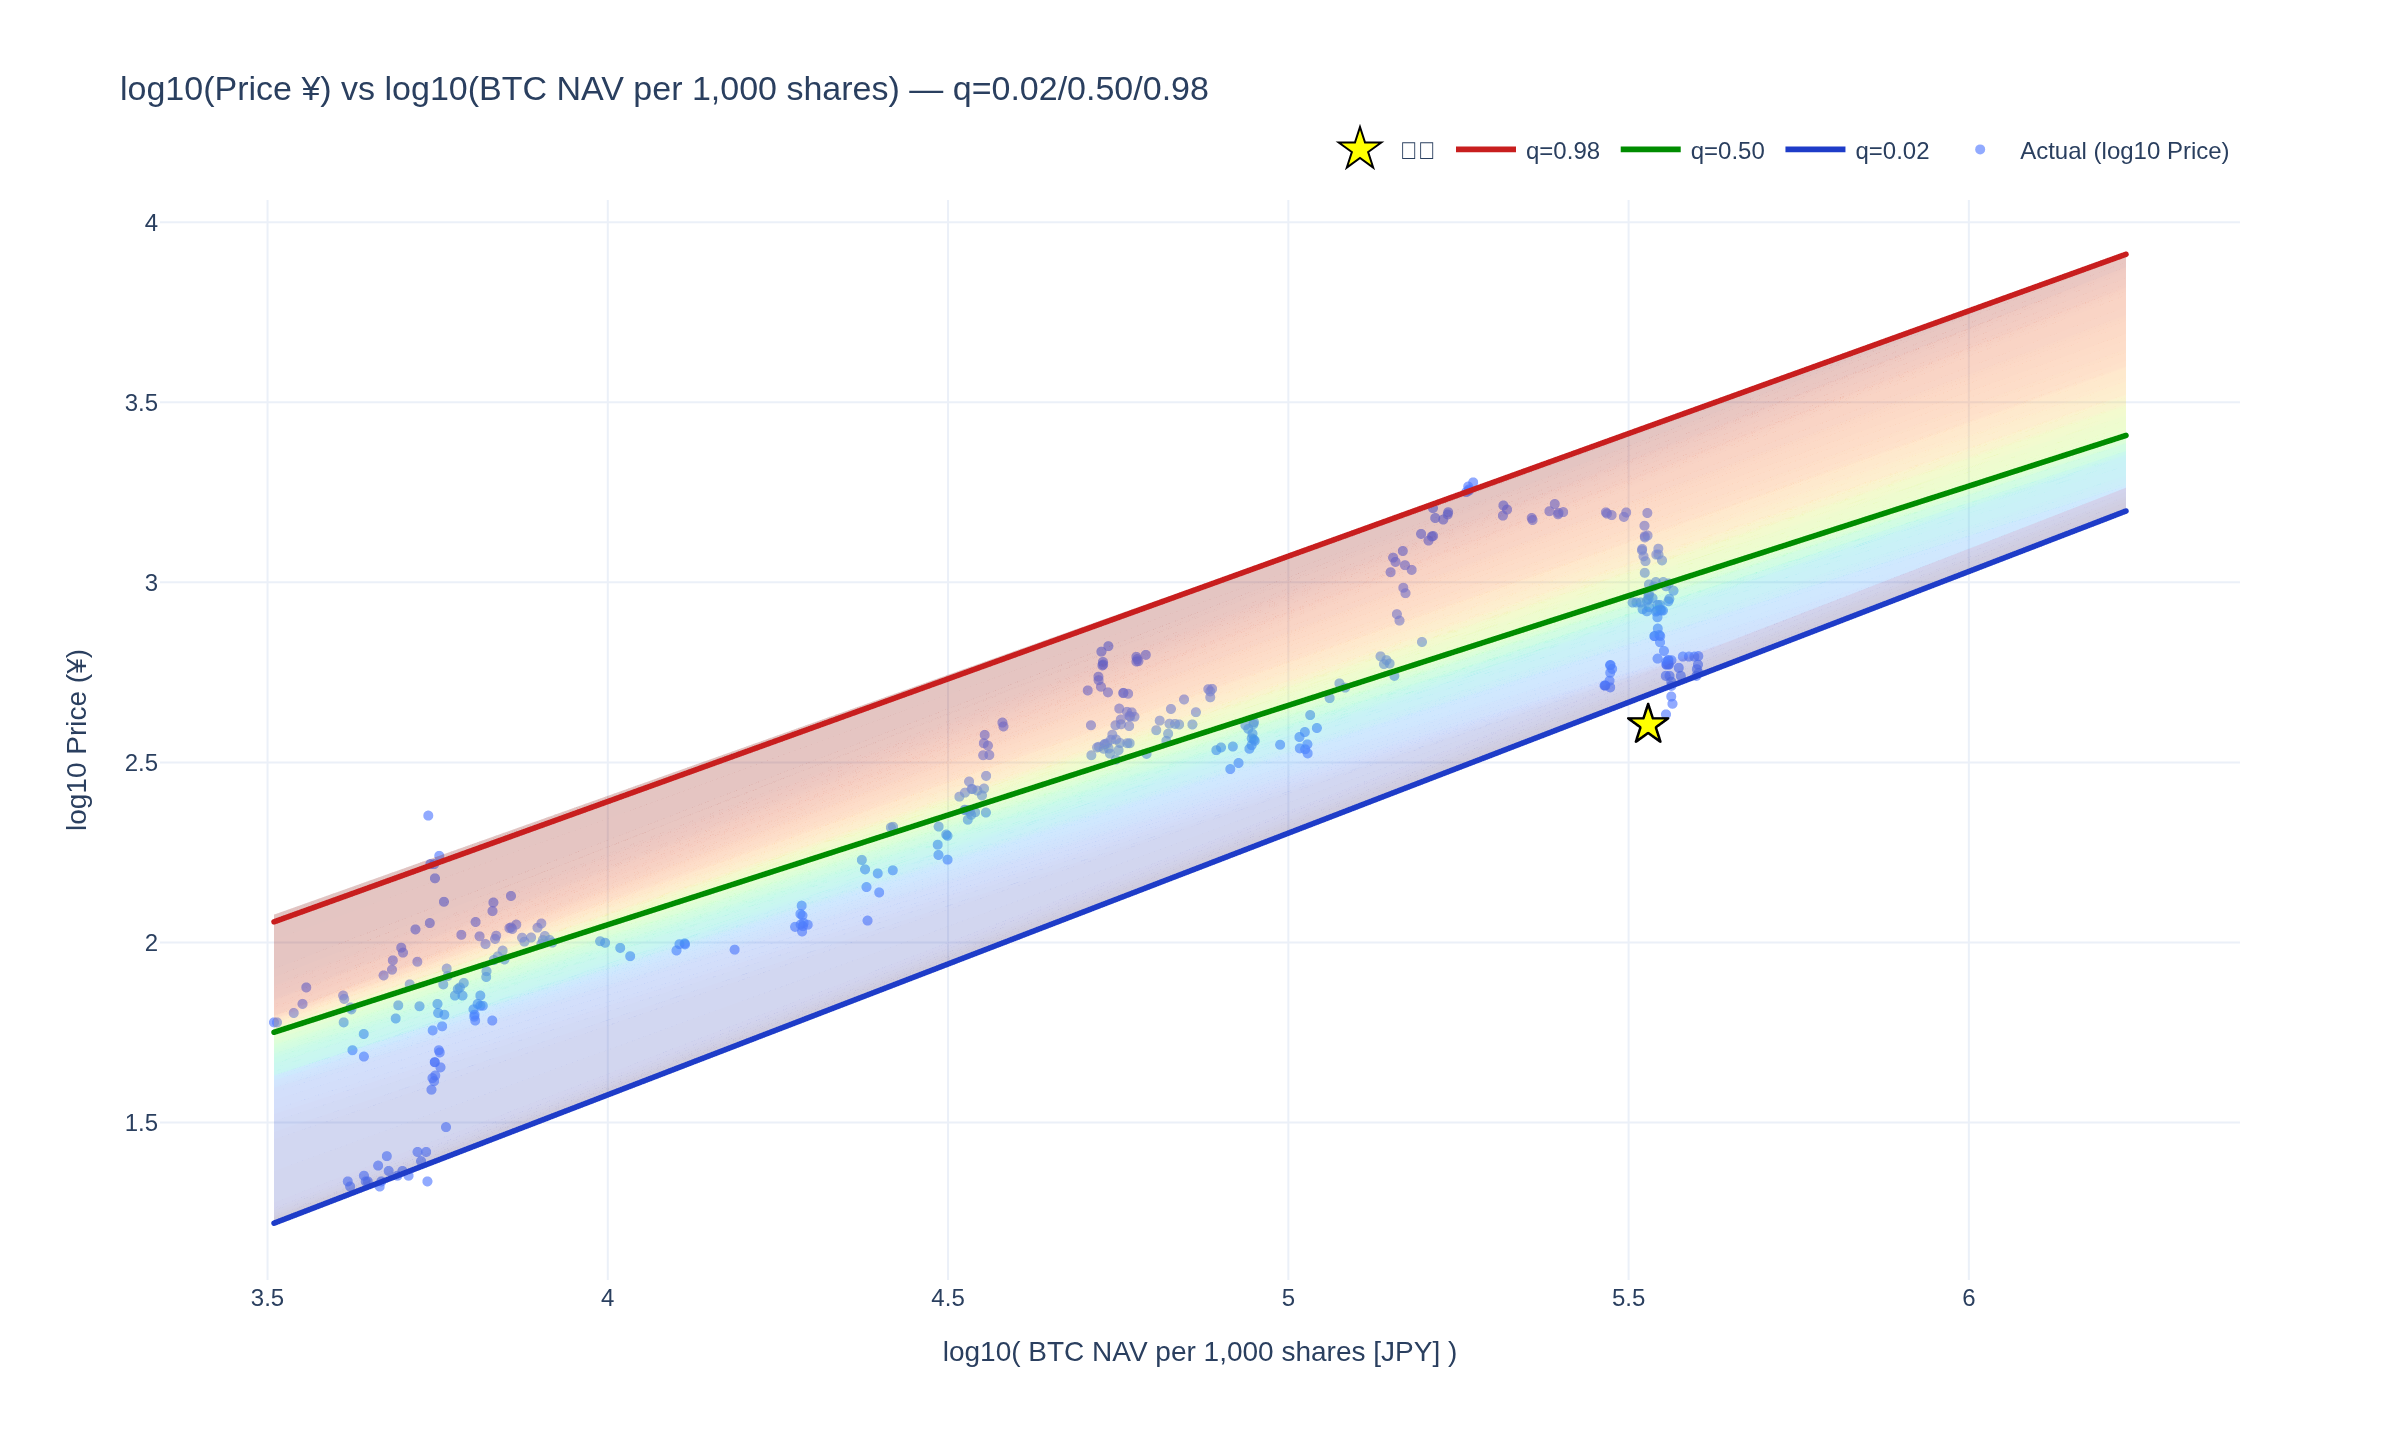 log10(Price ¥) vs log10(BTC NAV per 1,000 shares) — q=0.02/0.50/0.98
q=0.98 q=0.50 q=0.02 Actual (log10 Price)
4
3.5
3
2.5
2
1.5
log10 Price (¥)
3.5 4 4.5 5 5.5 6
log10( BTC NAV per 1,000 shares [JPY] )